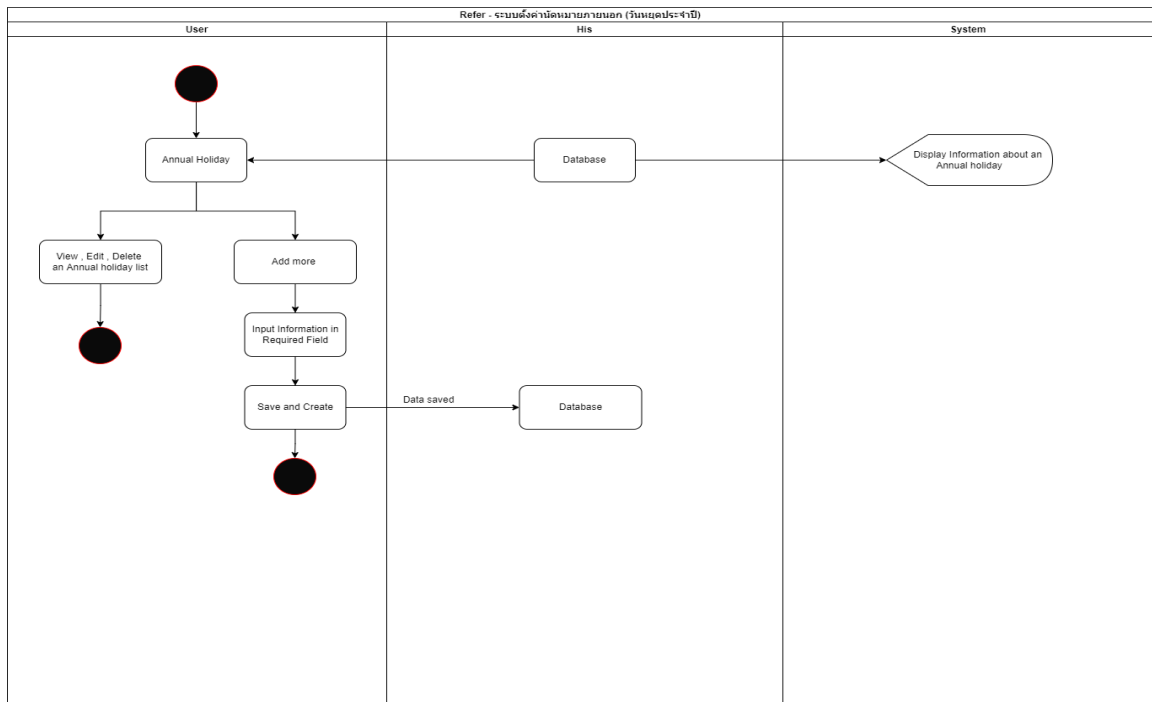 Refer - ระบบตั้งค่านัดหมายภายนอก (วันหยุดประจำปี)
User
His
System
Annual Holiday
Database
Display Information about an
Annual holiday
View , Edit , Delete
an Annual holiday list
Add more
Input Information in
Required Field
Save and Create
Data saved
Database